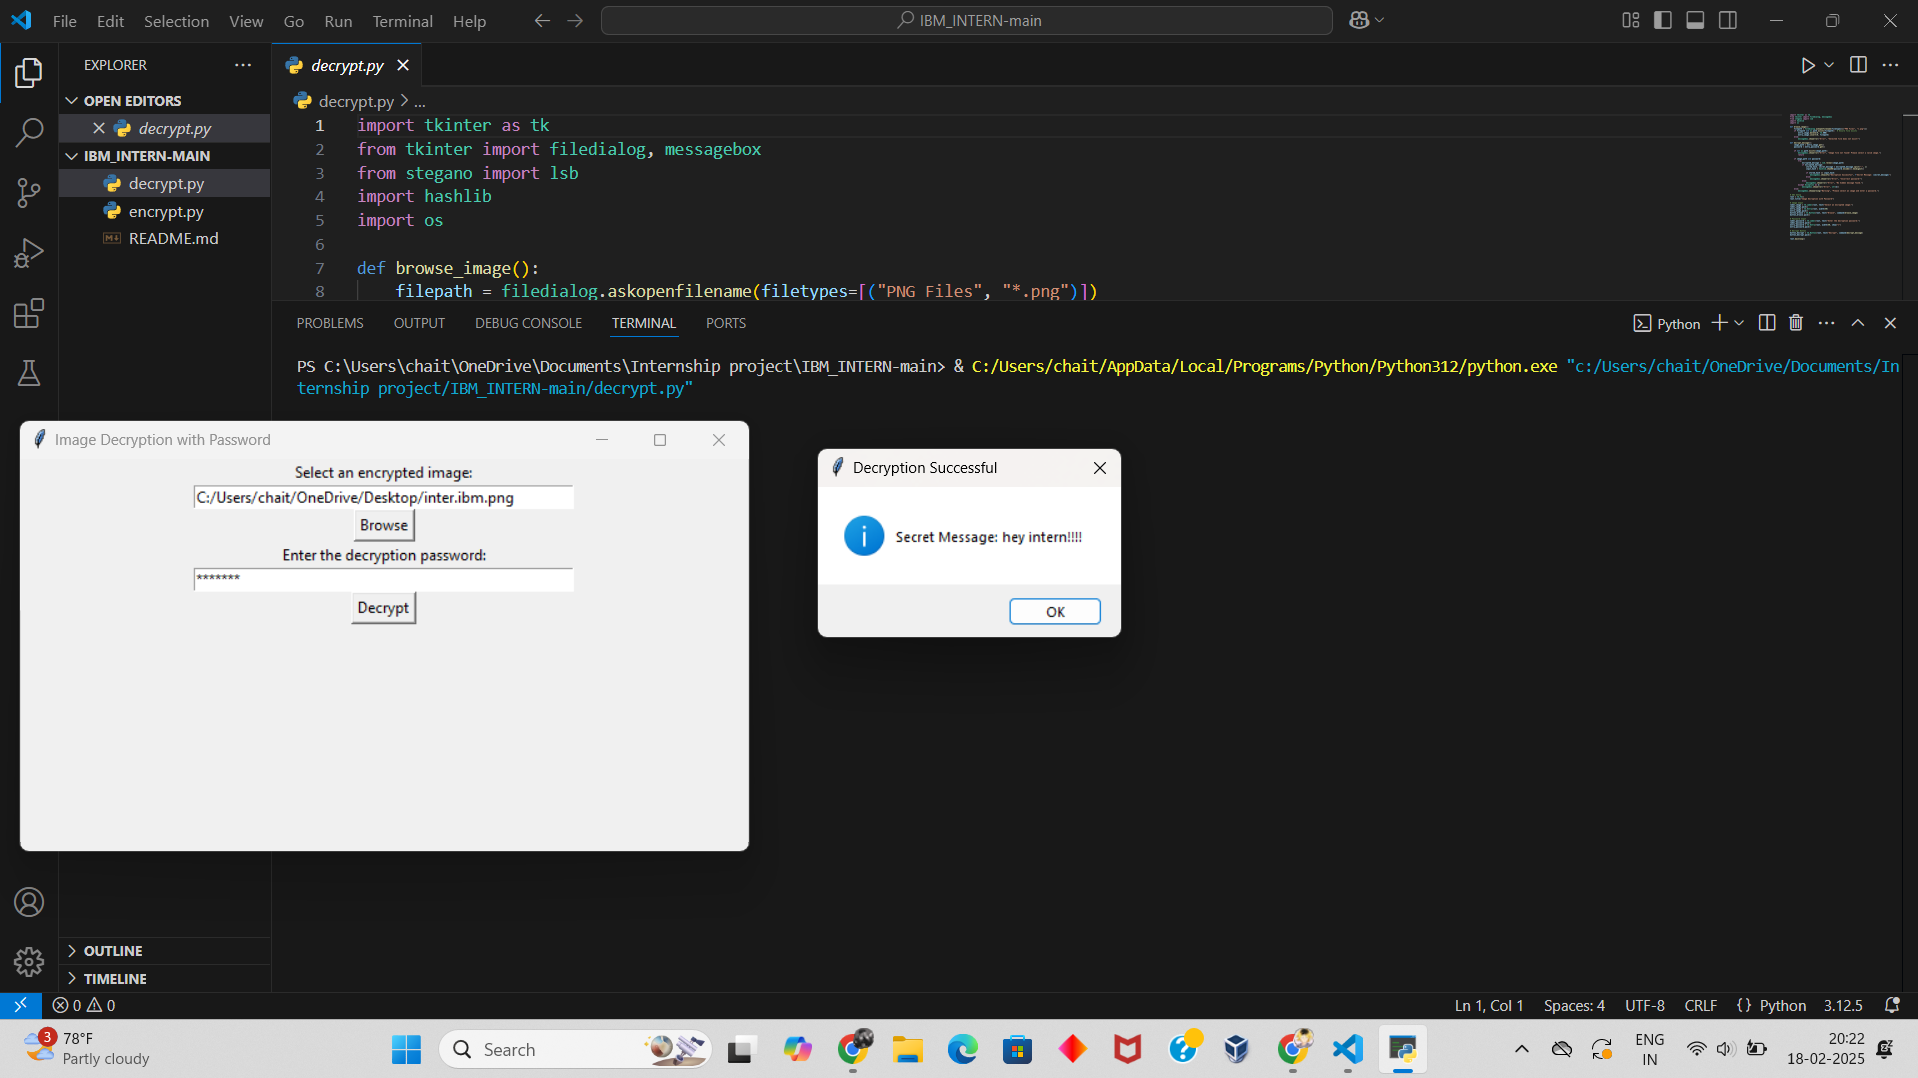 File Edit Selection View Go Run Terminal Help
IBM_INTERN-main
EXPLORER
OPEN EDITORS
decrypt.py
IBM_INTERN-MAIN
decrypt.py
encrypt.py
README.md
OUTLINE
TIMELINE
decrypt.py
decrypt.py > ...
1 import tkinter as tk
2 from tkinter import filedialog, messagebox
3 from stegano import lsb
4 import hashlib
5 import os
6
7 def browse_image():
8 filepath = filedialog.askopenfilename(filetypes=[("PNG Files", "*.png")])
PROBLEMS OUTPUT DEBUG CONSOLE TERMINAL PORTS
Python
PS C:\Users\chait\OneDrive\Documents\Internship project\IBM_INTERN-main> & C:/Users/chait/AppData/Local/Programs/Python/Python312/python.exe "c:/Users/chait/OneDrive/Documents/In
ternship project/IBM_INTERN-main/decrypt.py"
Image Decryption with Password
Select an encrypted image:
C:/Users/chait/OneDrive/Desktop/inter.ibm.png
Browse
Enter the decryption password:
*******
Decrypt
Decryption Successful
Secret Message: hey intern!!!!
OK
0 0
Ln 1, Col 1 Spaces: 4 UTF-8 CRLF {} Python 3.12.5
3
78°F
Partly cloudy
Search
ENG
IN
20:22
18-02-2025